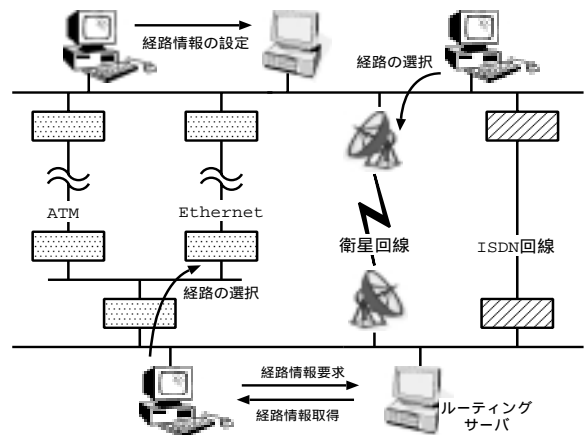 経路情報の設定
経路の選択
ATM
Ethernet
衛星回線
ISDN回線
経路の選択
経路情報要求
経路情報取得
ルーティング
サーバ